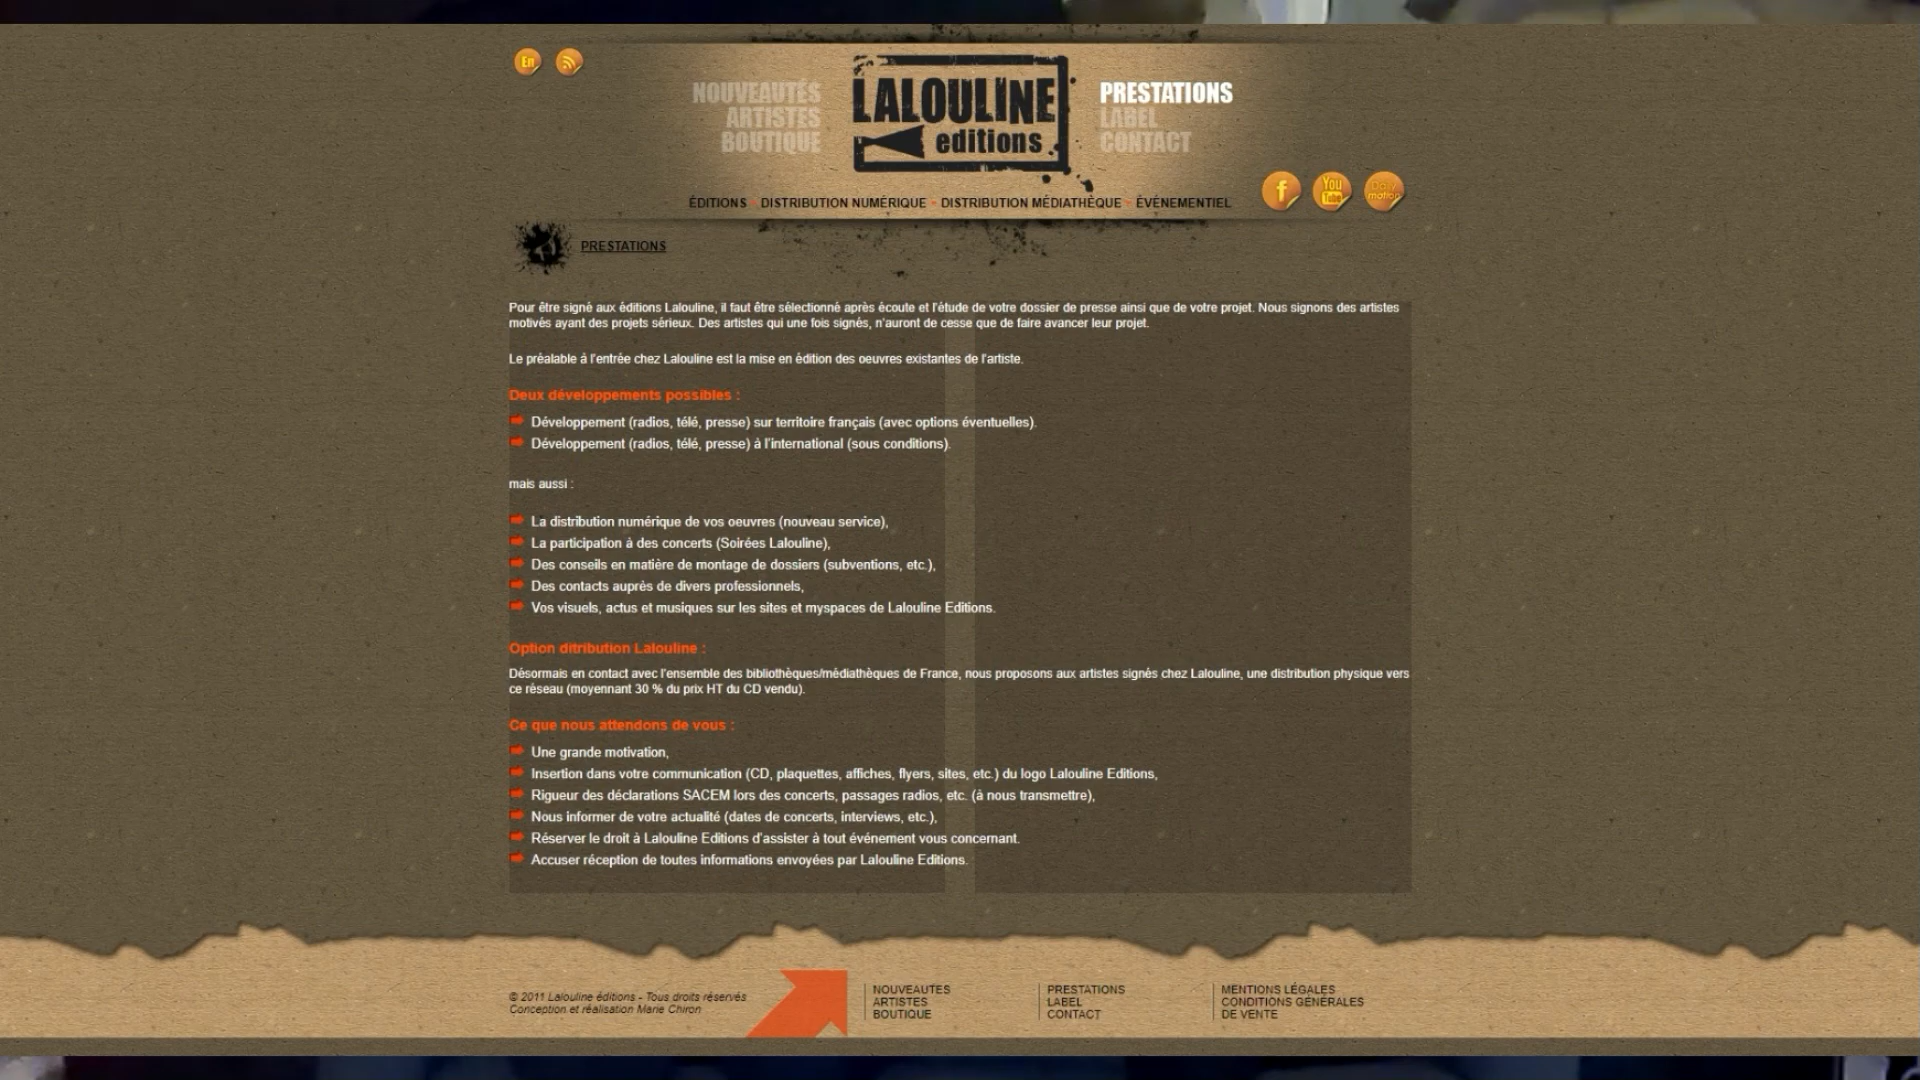 En
NOUVEAUTÉS
ARTISTES
BOUTIQUE
LALOULINE
editions
PRESTATIONS
LABEL
CONTACT
f
You Tube
Daily motion
ÉDITIONS - DISTRIBUTION NUMÉRIQUE - DISTRIBUTION MÉDIATHÈQUE - ÉVÉNEMENTIEL
PRESTATIONS
Pour être signé aux éditions Lalouline, il faut être sélectionné après écoute et l'étude de votre dossier de presse ainsi que de votre projet. Nous signons des artistes
motivés ayant des projets sérieux. Des artistes qui une fois signés, n'auront de cesse que de faire avancer leur projet.
Le préalable à l'entrée chez Lalouline est la mise en édition des oeuvres existantes de l'artiste.
Deux développements possibles :
Développement (radios, télé, presse) sur territoire français (avec options éventuelles).
Développement (radios, télé, presse) à l'international (sous conditions).
mais aussi :
La distribution numérique de vos oeuvres (nouveau service),
La participation à des concerts (Soirées Lalouline),
Des conseils en matière de montage de dossiers (subventions, etc.),
Des contacts auprès de divers professionnels,
Vos visuels, actus et musiques sur les sites et myspaces de Lalouline Editions.
Option ditribution Lalouline :
Désormais en contact avec l'ensemble des bibliothèques/médiathèques de France, nous proposons aux artistes signés chez Lalouline, une distribution physique vers
ce réseau (moyennant 30 % du prix HT du CD vendu).
Ce que nous attendons de vous :
Une grande motivation,
Insertion dans votre communication (CD, plaquettes, affiches, flyers, sites, etc.) du logo Lalouline Editions,
Rigueur des déclarations SACEM lors des concerts, passages radios, etc. (à nous transmettre),
Nous informer de votre actualité (dates de concerts, interviews, etc.),
Réserver le droit à Lalouline Editions d'assister à tout événement vous concernant.
Accuser réception de toutes informations envoyées par Lalouline Editions.
© 2011 Lalouline éditions - Tous droits réservés
Conception et réalisation Marie Chiron
NOUVEAUTÉS
ARTISTES
BOUTIQUE
PRESTATIONS
LABEL
CONTACT
MENTIONS LÉGALES
CONDITIONS GÉNÉRALES
DE VENTE